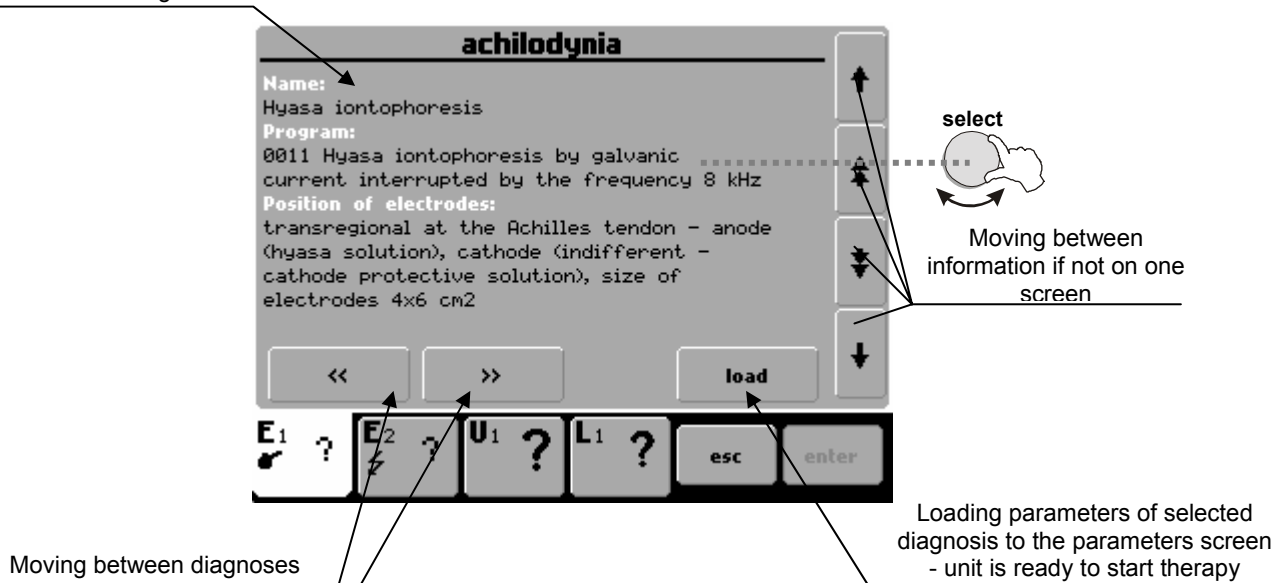 achilodynia
Name:
Hyasa iontophoresis
Program:
0011 Hyasa iontophoresis by galvanic
current interrupted by the frequency 8 kHz
Position of electrodes:
transregional at the Achilles tendon - anode
(hyasa solution), cathode (indifferent -
cathode protective solution), size of
electrodes 4x6 cm2
<< >> load
E1 ? E2 ? U1 ? L1 ? esc enter
select
Moving between
information if not on one
screen
Moving between diagnoses
Loading parameters of selected
diagnosis to the parameters screen
- unit is ready to start therapy